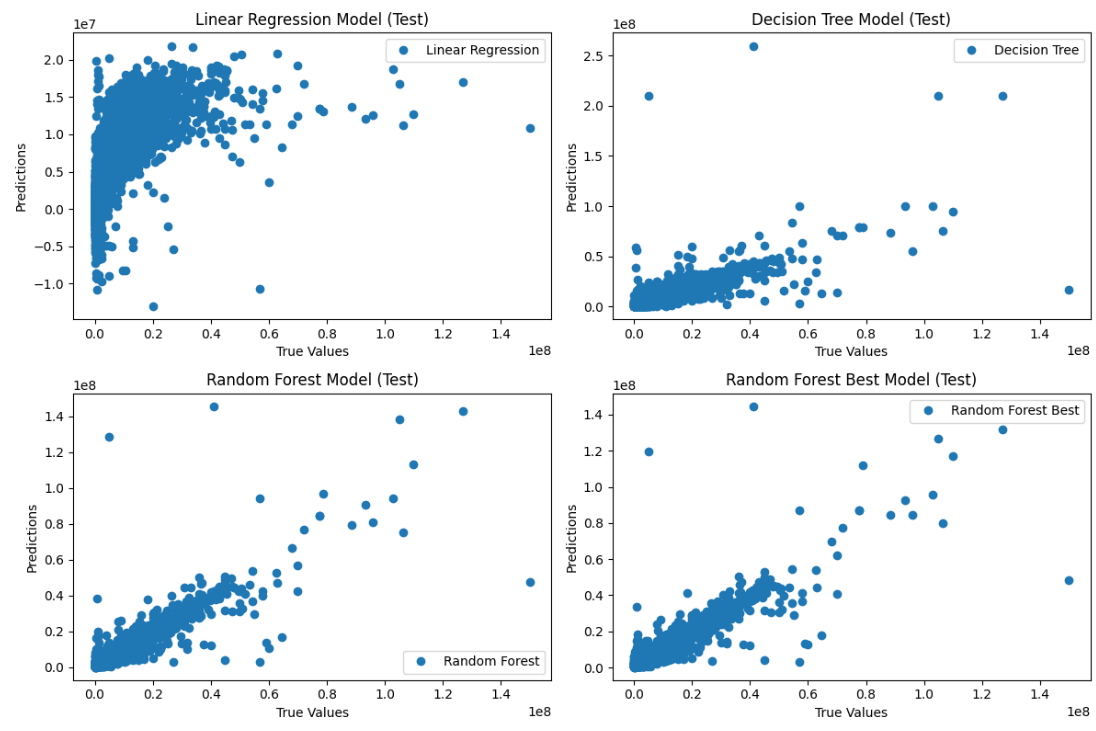 Linear Regression Model (Test)
1e7
Linear Regression
Predictions
2.0
1.5
1.0
0.5
0.0
−0.5
−1.0
0.0 0.2 0.4 0.6 0.8 1.0 1.2 1.4
True Values
1e8
Decision Tree Model (Test)
1e8
Decision Tree
Predictions
2.5
2.0
1.5
1.0
0.5
0.0
0.0 0.2 0.4 0.6 0.8 1.0 1.2 1.4
True Values
1e8
Random Forest Model (Test)
1e8
Predictions
1.4
1.2
1.0
0.8
0.6
0.4
0.2
0.0
Random Forest
0.0 0.2 0.4 0.6 0.8 1.0 1.2 1.4
True Values
1e8
Random Forest Best Model (Test)
1e8
Random Forest Best
Predictions
1.4
1.2
1.0
0.8
0.6
0.4
0.2
0.0
0.0 0.2 0.4 0.6 0.8 1.0 1.2 1.4
True Values
1e8